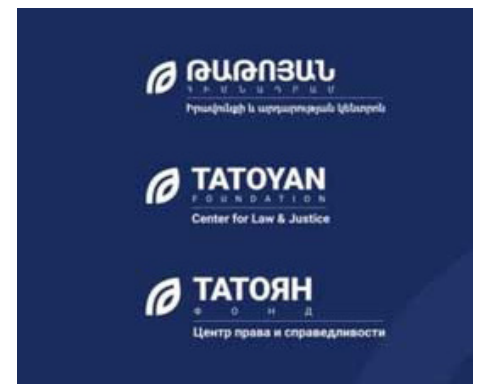 ԹԱԹՈՅԱՆ
ՀԻՄՆԱԴՐԱՄ
Իրավունքի և արդարության կենտրոն
TATOYAN
FOUNDATION
Center for Law & Justice
ТАТОЯН
ФОНД
Центр права и справедливости